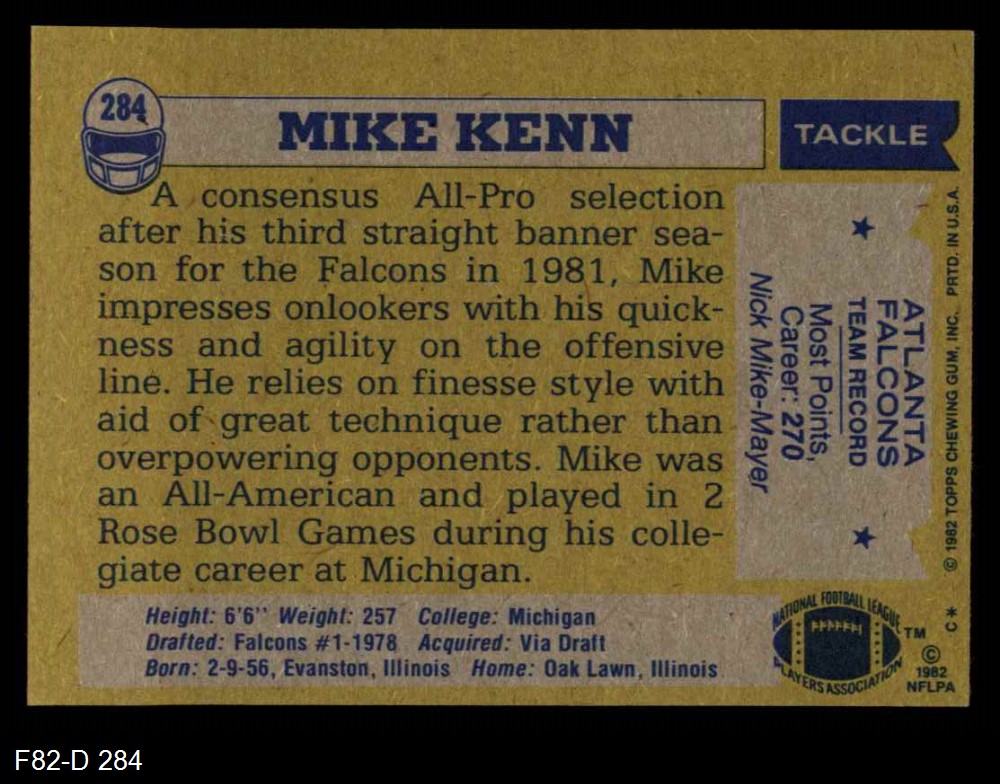 284
MIKE KENN
TACKLE
A consensus All-Pro selection
after his third straight banner sea-
son for the Falcons in 1981, Mike
impresses onlookers with his quick-
ness and agility on the offensive
line. He relies on finesse style with
aid of great technique rather than
overpowering opponents. Mike was
an All-American and played in 2
Rose Bowl Games during his colle-
giate career at Michigan.
ATLANTA
FALCONS
TEAM RECORD
Most Points,
Career: 270
Nick Mike-Mayer
© 1982 TOPPS CHEWING GUM, INC. PRTD. IN U.S.A.
Height: 6'6" Weight: 257 College: Michigan
Drafted: Falcons #1-1978 Acquired: Via Draft
Born: 2-9-56, Evanston, Illinois Home: Oak Lawn, Illinois
NATIONAL FOOTBALL LEAGUE
PLAYERS ASSOCIATION
TM
C *
©
1982
NFLPA
F82-D 284